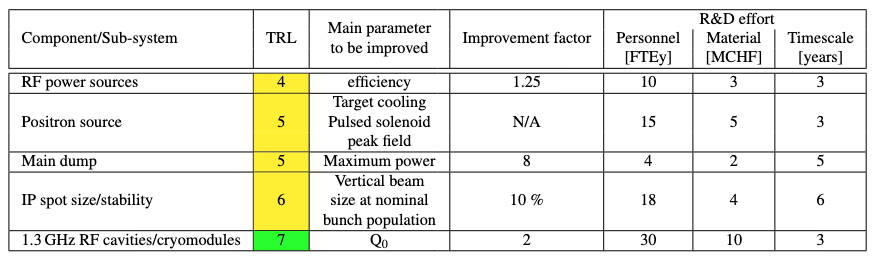 Component/Sub-system TRL Main parameter to be improved Improvement factor R&D effort
Personnel [FTEy] Material [MCHF] Timescale [years]
RF power sources 4 efficiency 1.25 10 3 3
Positron source 5 Target cooling Pulsed solenoid peak field N/A 15 5 3
Main dump 5 Maximum power 8 4 2 5
IP spot size/stability 6 Vertical beam size at nominal bunch population 10 % 18 4 6
1.3 GHz RF cavities/cryomodules 7 Q₀ 2 30 10 3